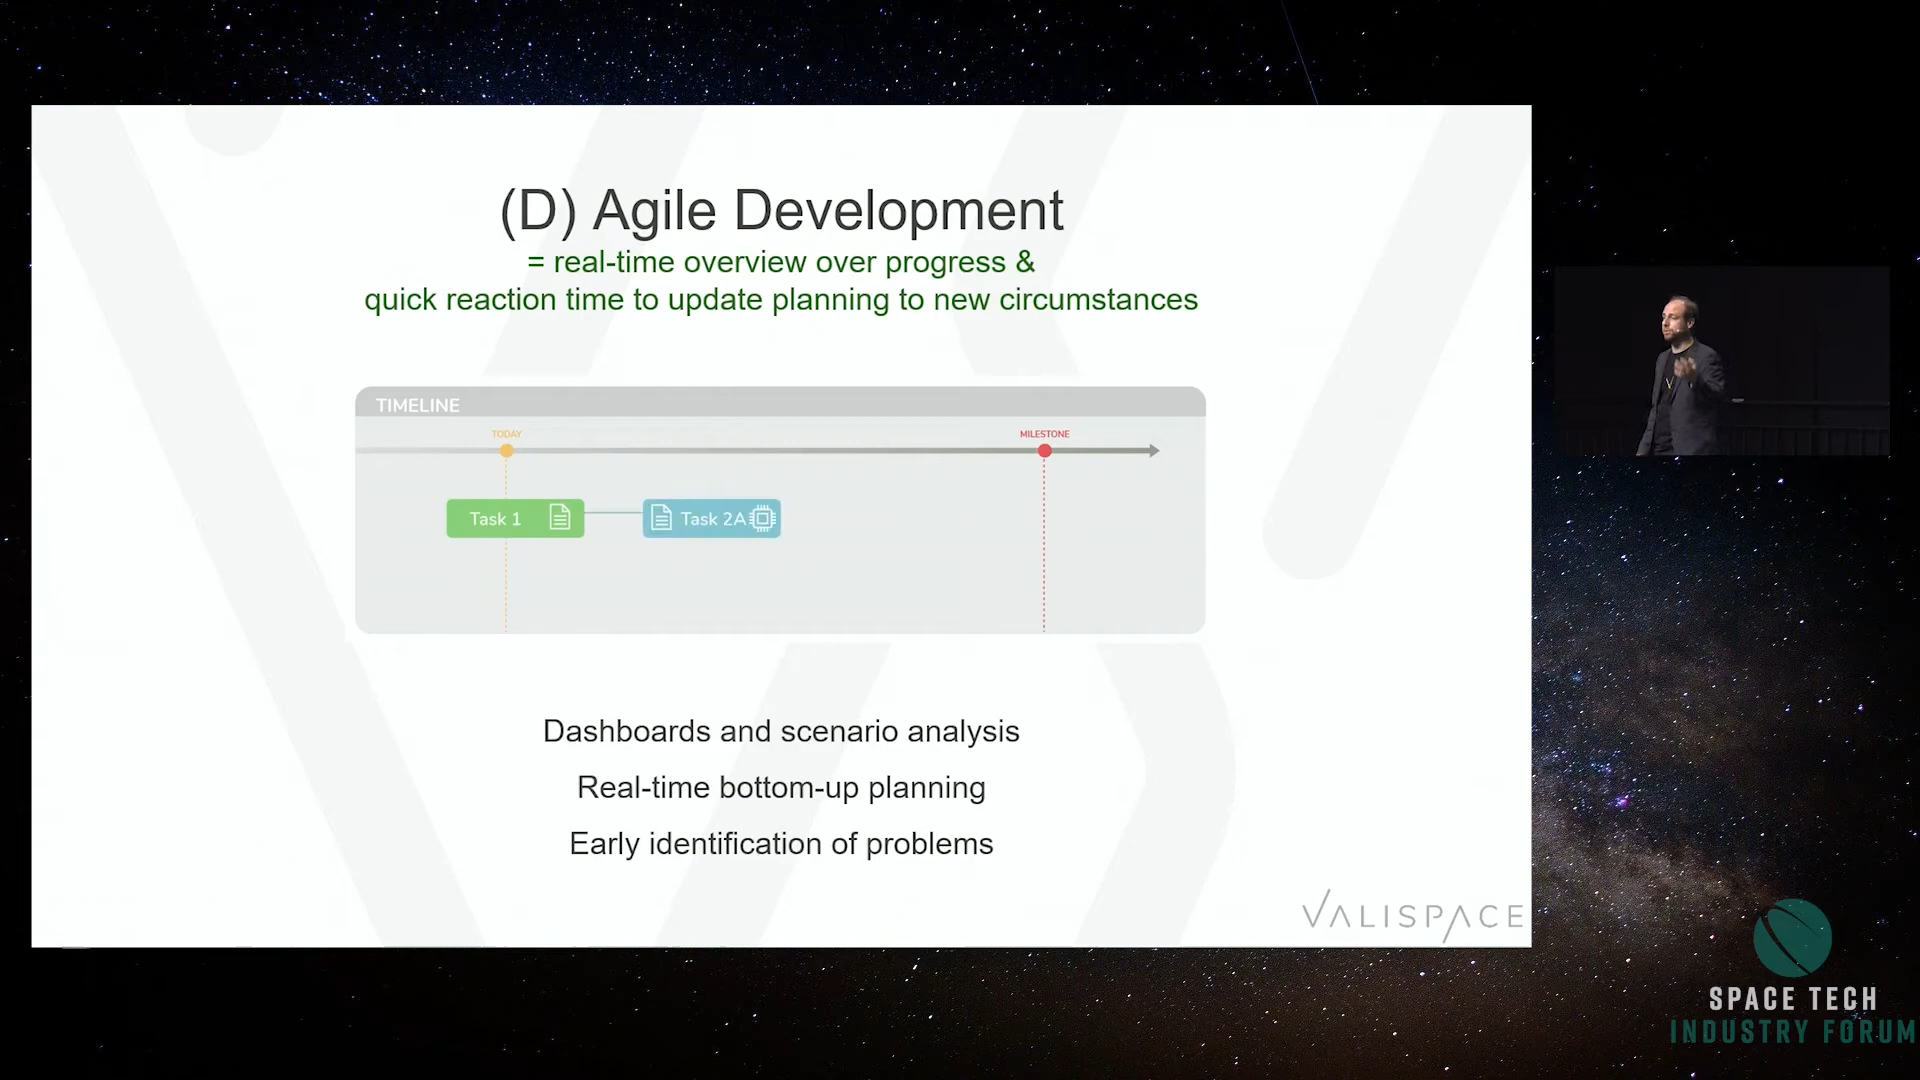 (D) Agile Development
= real-time overview over progress &
quick reaction time to update planning to new circumstances
TIMELINE
TODAY
MILESTONE
Task 1
Task 2A
Dashboards and scenario analysis
Real-time bottom-up planning
Early identification of problems
VALISPACE
SPACE TECH
INDUSTRY FORUM